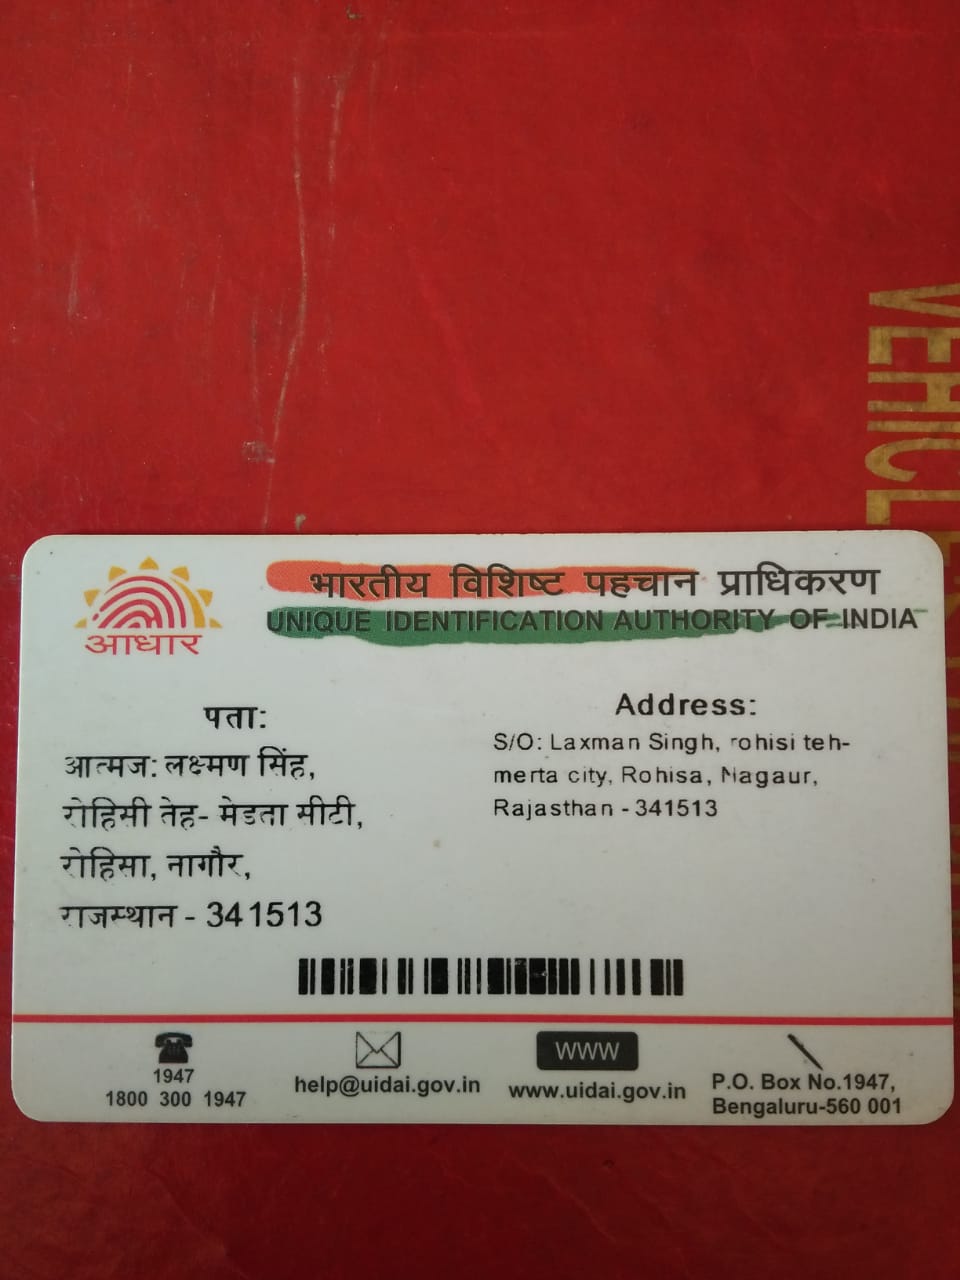 VEHICL
आधार
भारतीय विशिष्ट पहचान प्राधिकरण
UNIQUE IDENTIFICATION AUTHORITY OF INDIA
पता:
आत्मज: लक्ष्मण सिंह,
रोहिसी तेह- मेडता सीटी,
रोहिसा, नागौर,
राजस्थान - 341513
Address:
S/O: Laxman Singh, rohisi teh-
merta city, Rohisa, Nagaur,
Rajasthan - 341513
1947
1800 300 1947
help@uidai.gov.in
WWW
www.uidai.gov.in
P.O. Box No.1947,
Bengaluru-560 001